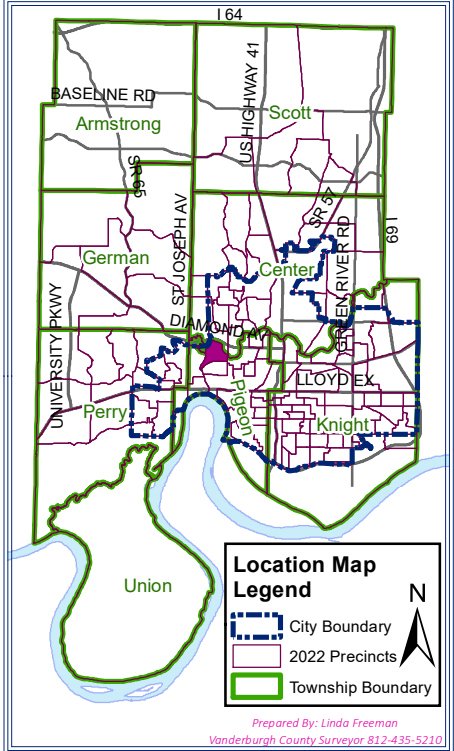 I 64
US HIGHWAY 41
BASELINE RD
Scott
Armstrong
SR 65
SR 57
ST. JOSEPH AV
I 69
GREEN RIVER RD
German
Center
UNIVERSITY PKWY
DIAMOND AV
LLOYD EX
Perry
Pigeon
Knight
Union
Location Map
Legend
N
City Boundary
2022 Precincts
Township Boundary
Prepared By: Linda Freeman
Vanderburgh County Surveyor 812-435-5210